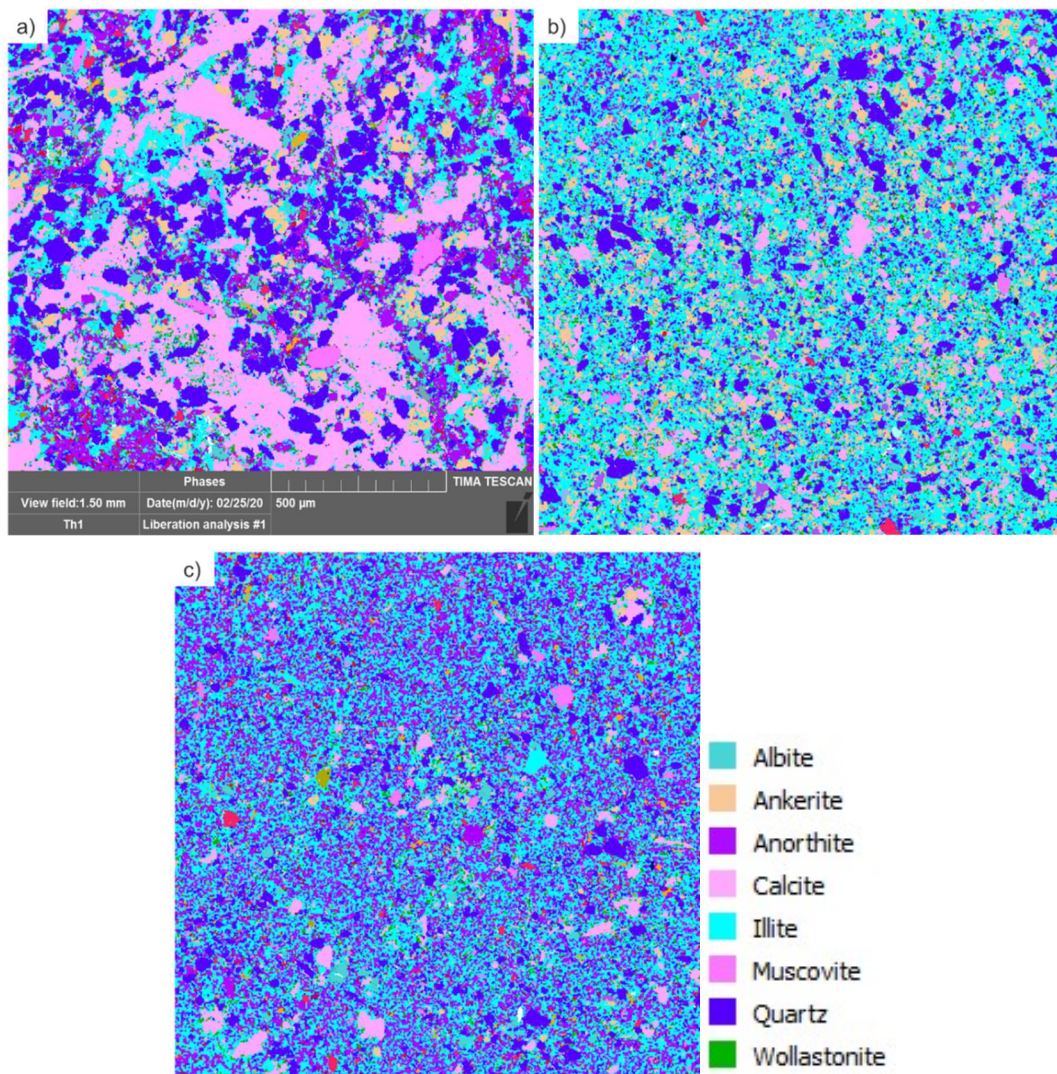 a)
b)
Phases
TIMA TESCAN
View field:1.50 mm
Date(m/d/y): 02/25/20
500 µm
Th1
Liberation analysis #1
c)
Albite
Ankerite
Anorthite
Calcite
Illite
Muscovite
Quartz
Wollastonite